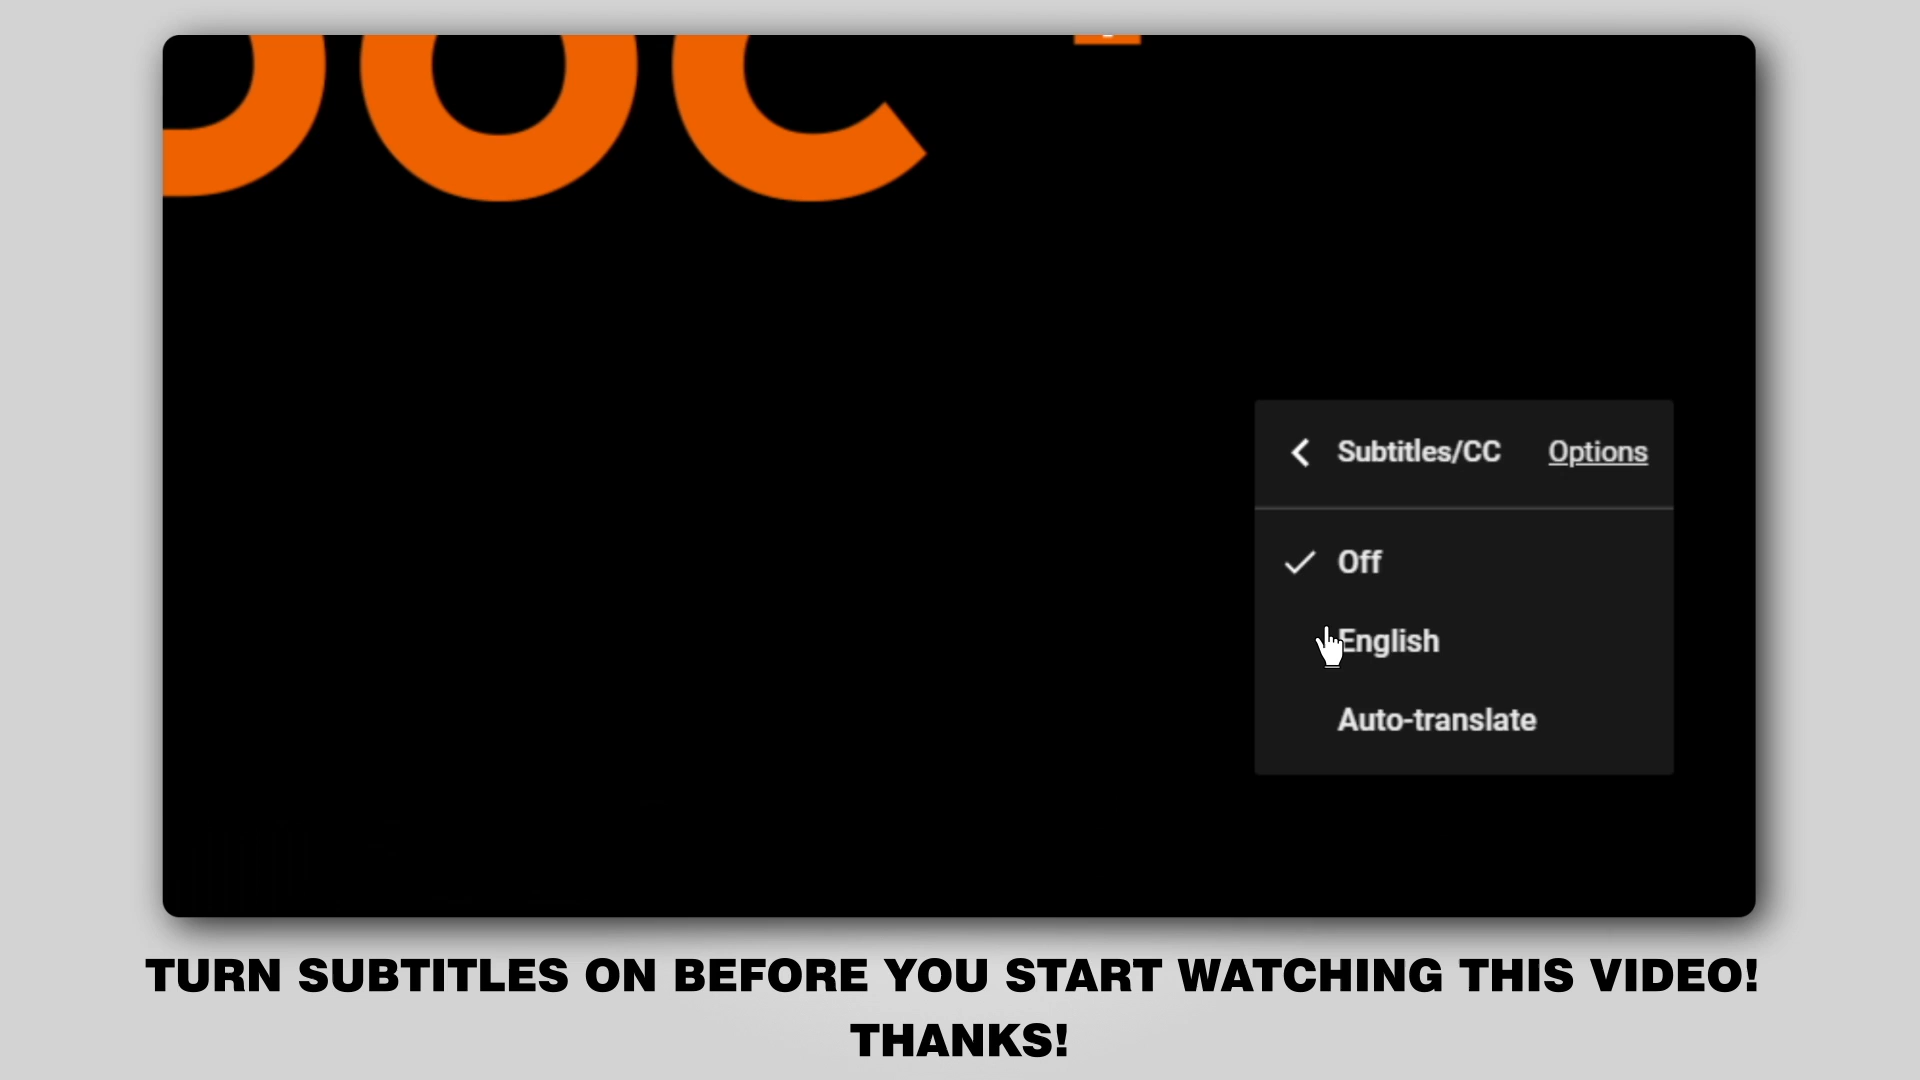 Subtitles/CC Options
Off
English
Auto-translate
TURN SUBTITLES ON BEFORE YOU START WATCHING THIS VIDEO!
THANKS!